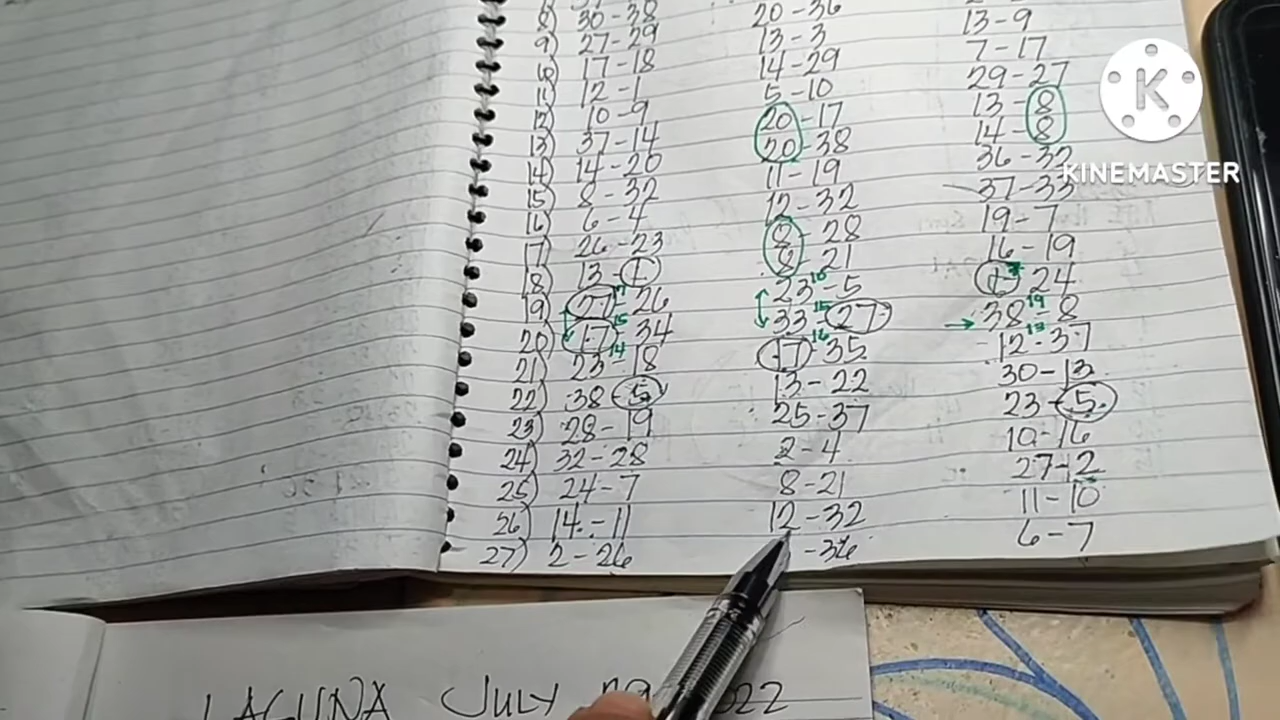 8) 30-38 20-36 13-9
9) 27-29 13-3 7-17
10) 17-18 14-29 29-27
11) 12-1 5-10 13-8
12) 10-9 20-17 14-8
13) 37-14 20-38 36-32
14) 14-20 11-19 37-33
15) 8-32 12-32 19-7
16) 6-4 8-28 16-19
17) 26-23 8-21 24
18) 13-1 23-5 38-8
19) 27-26 33-27 12-37
20) 17-34 17-35 30-13
21) 23-18 13-22 23-5
22) 38-5 25-37 10-16
23) 28-19 2-4 27-12
24) 32-28 8-21 11-10
25) 24-7 12-32 6-7
26) 14-11 -36
27) 2-26
LAGUNA JULY
K
KINEMASTER